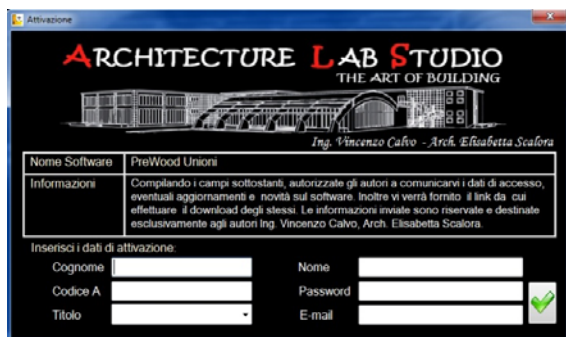 Attivazione
ARCHITECTURE LAB STUDIO
THE ART OF BUILDING
Ing. Vincenzo Calvo - Arch. Elisabetta Scalora
Nome Software PreWood Unioni
Informazioni Compilando i campi sottostanti, autorizzate gli autori a comunicarvi i dati di accesso,
eventuali aggiornamenti e novità sul software. Inoltre vi verrà fornito il link da cui
effettuare il download degli stessi. Le informazioni inviate sono riservate e destinate
esclusivamente agli autori Ing. Vincenzo Calvo, Arch. Elisabetta Scalora.
Inserisci i dati di attivazione:
Cognome Nome
Codice A Password
Titolo E-mail